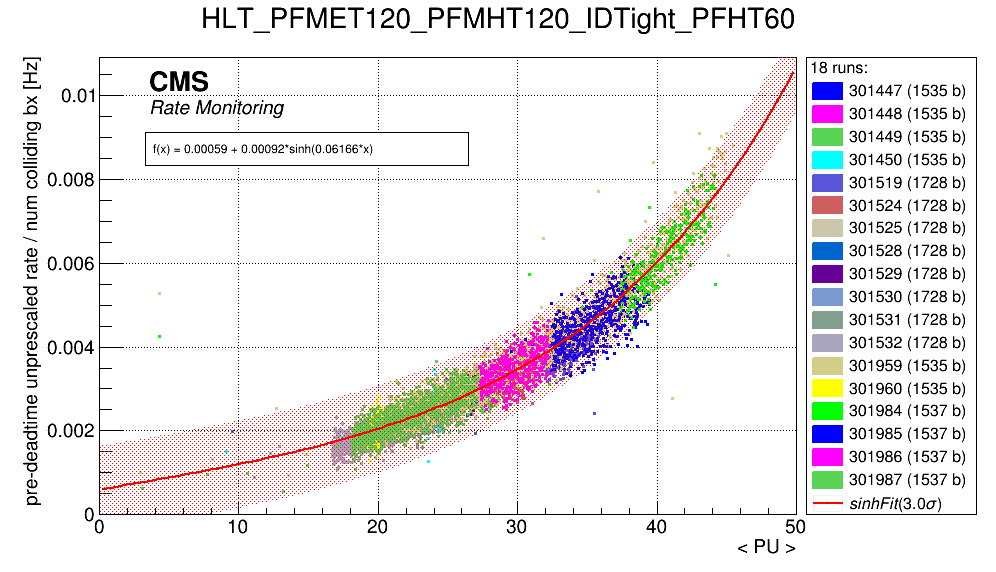 HLT_PFMET120_PFMHT120_IDTight_PFHT60
pre-deadtime unprescaled rate / num colliding bx [Hz]
0.01
0.008
0.006
0.004
0.002
0
CMS
Rate Monitoring
f(x) = 0.00059 + 0.00092*sinh(0.06166*x)
0 10 20 30 40 50
< PU >
18 runs:
301447 (1535 b)
301448 (1535 b)
301449 (1535 b)
301450 (1535 b)
301519 (1728 b)
301524 (1728 b)
301525 (1728 b)
301528 (1728 b)
301529 (1728 b)
301530 (1728 b)
301531 (1728 b)
301532 (1728 b)
301959 (1535 b)
301960 (1535 b)
301984 (1537 b)
301985 (1537 b)
301986 (1537 b)
301987 (1537 b)
sinhFit(3.0σ)